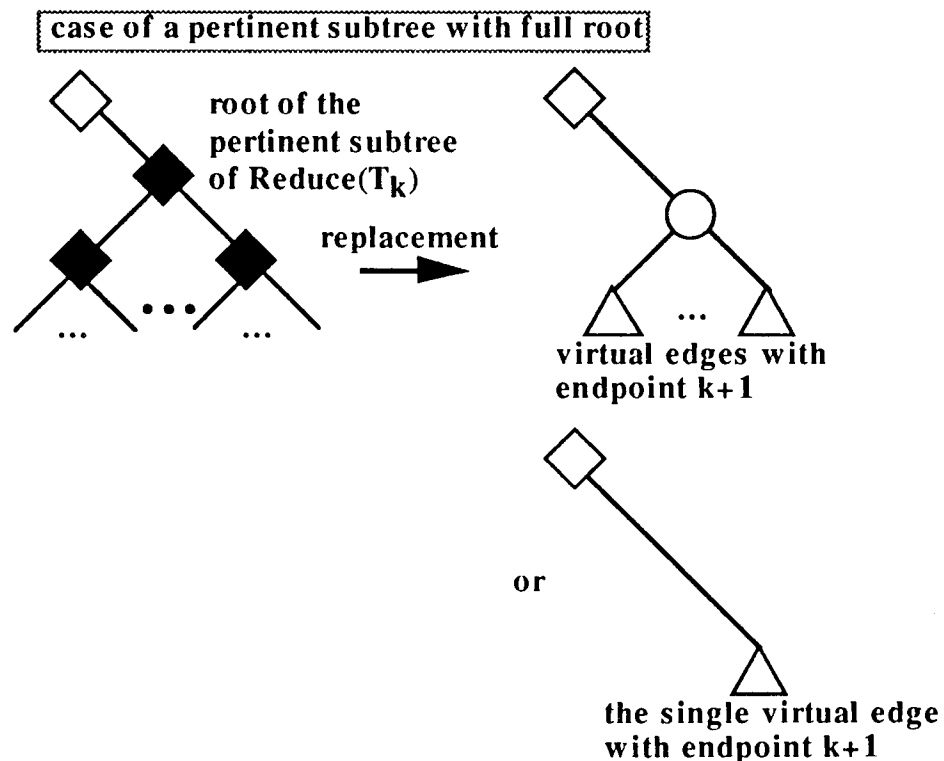 case of a pertinent subtree with full root
root of the
pertinent subtree
of Reduce(Tk)
replacement
...
...
...
...
virtual edges with
endpoint k+1
or
the single virtual edge
with endpoint k+1